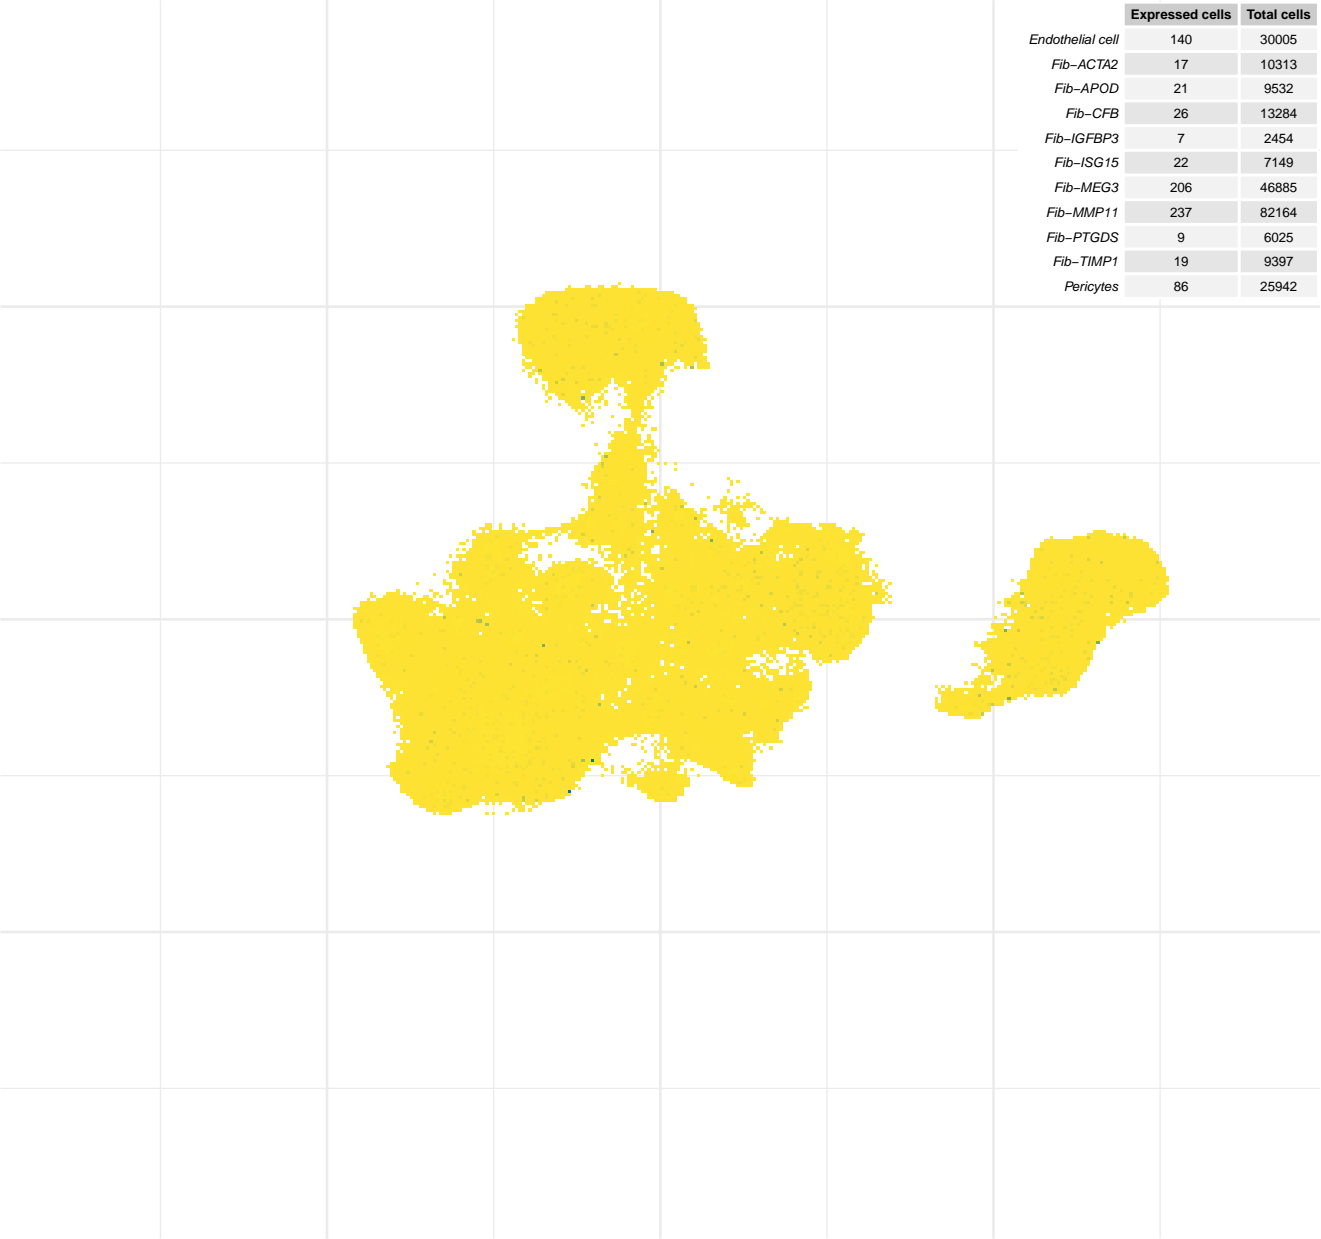 Expressed cells Total cells
Endothelial cell 140 30005
Fib−ACTA2 17 10313
Fib−APOD 21 9532
Fib−CFB 26 13284
Fib−IGFBP3 7 2454
Fib−ISG15 22 7149
Fib−MEG3 206 46885
Fib−MMP11 237 82164
Fib−PTGDS 9 6025
Fib−TIMP1 19 9397
Pericytes 86 25942